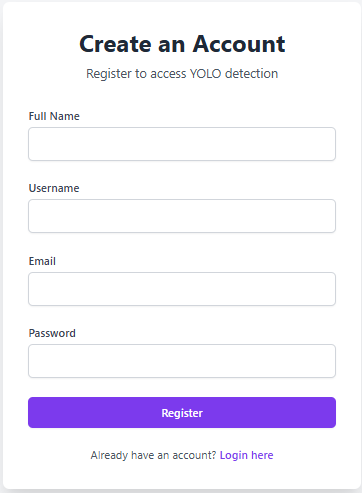 Create an Account
Register to access YOLO detection
Full Name
Username
Email
Password
Register
Already have an account? Login here